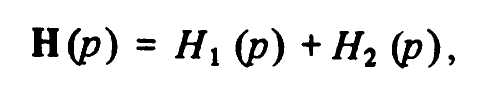 H(p) = H₁ (p) + H₂ (p),